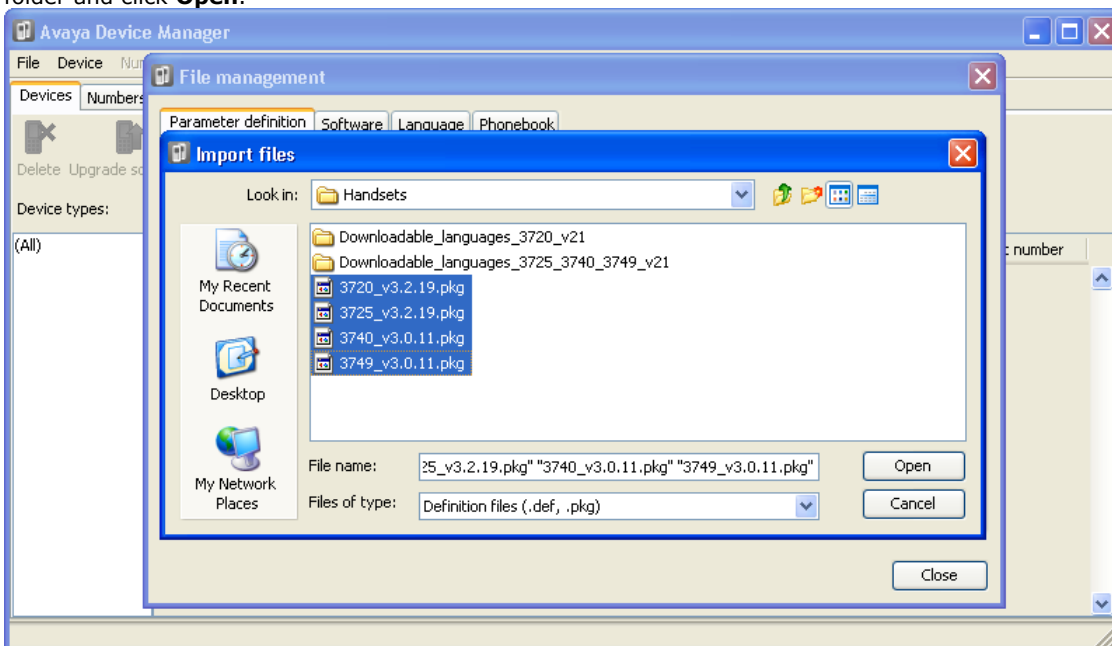 folder and click Open.
Avaya Device Manager
File Device Nu
File management
Devices Numbers
Parameter definition Software Language Phonebook
Import files
Delete Upgrade so
Look in: Handsets
Device types:
(All)
Downloadable_languages_3720_v21
Downloadable_languages_3725_3740_3749_v21
3720_v3.2.19.pkg
3725_v3.2.19.pkg
3740_v3.0.11.pkg
3749_v3.0.11.pkg
number
My Recent
Documents
Desktop
My Network
Places
File name: 25_v3.2.19.pkg" "3740_v3.0.11.pkg" "3749_v3.0.11.pkg"
Open
Files of type: Definition files (.def, .pkg)
Cancel
Close